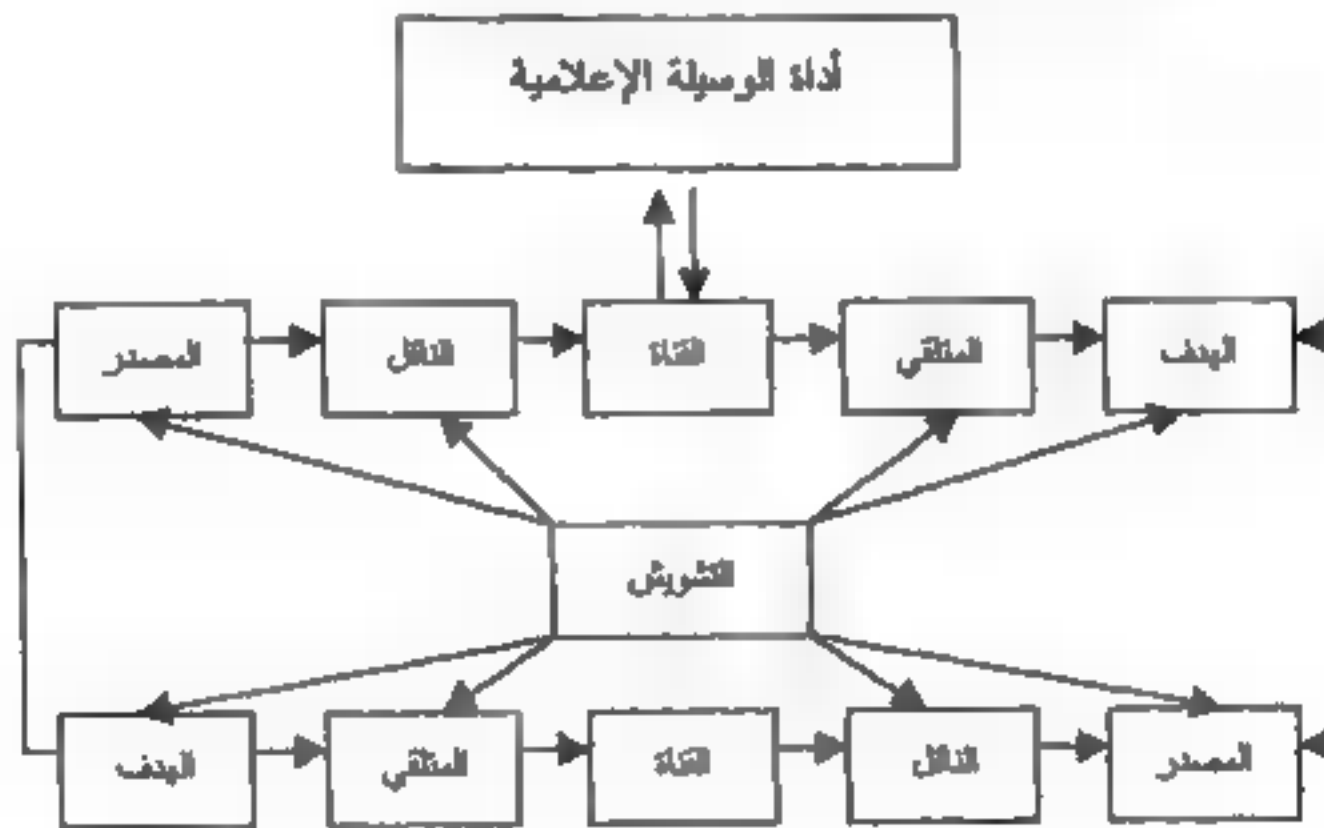 أداة الوسيلة الإعلامية
المصدر
الناقل
القناة
المتلقي
الهدف
التشويش
الهدف
المتلقي
القناة
الناقل
المصدر